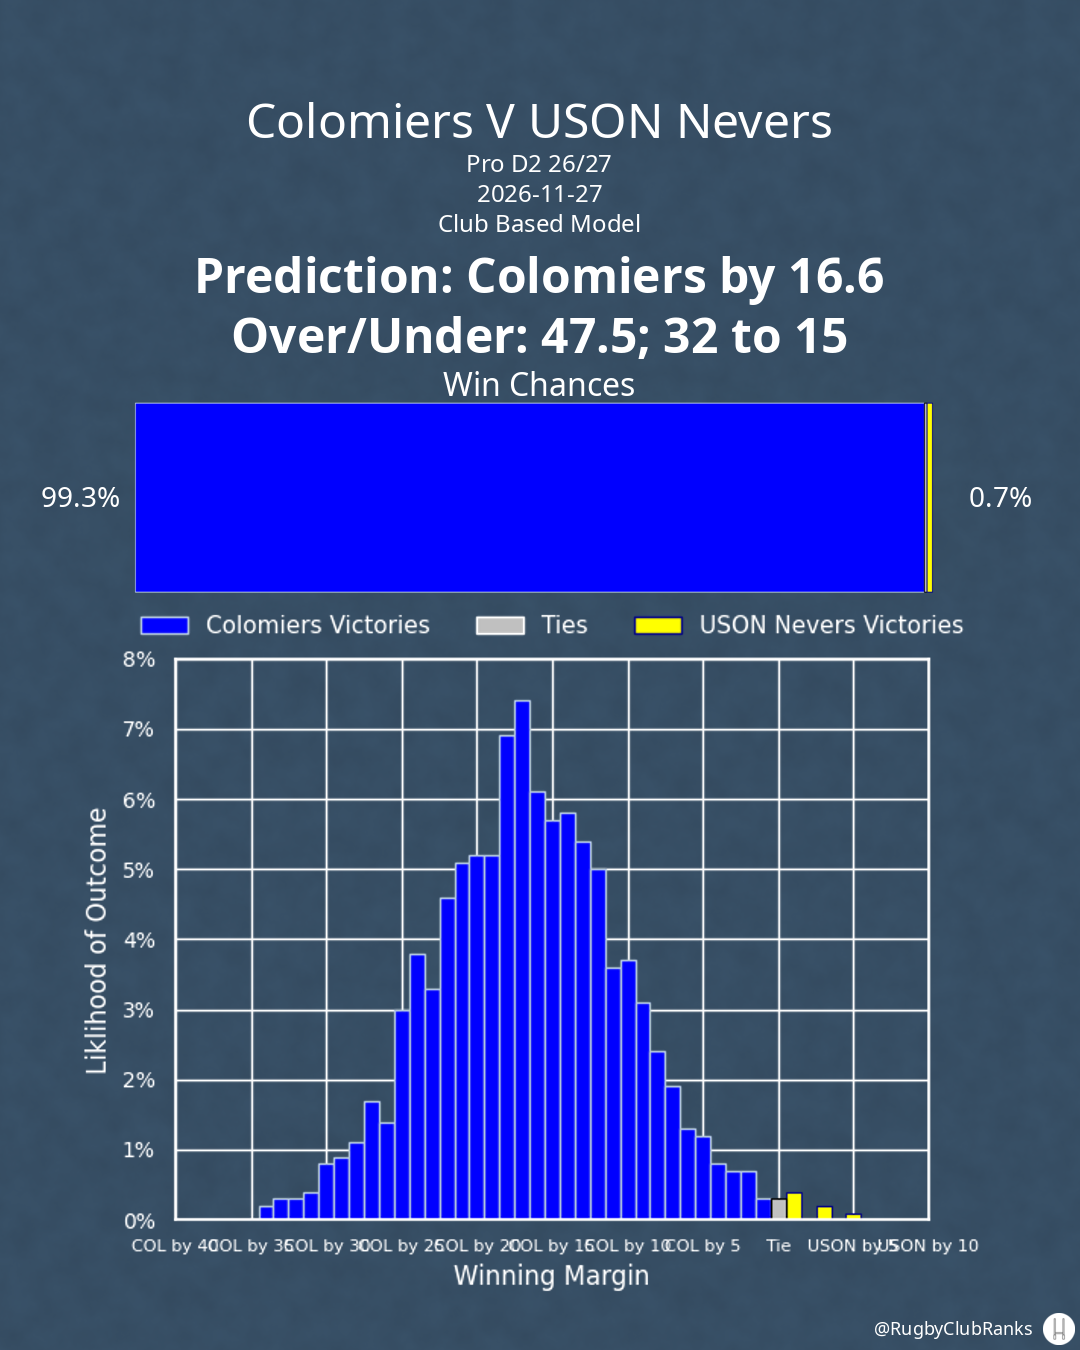 Colomiers V USON Nevers
Pro D2 26/27
2026-11-27
Club Based Model
Prediction: Colomiers by 16.6
Over/Under: 47.5; 32 to 15
Win Chances
99.3%
0.7%
Colomiers Victories
Ties
USON Nevers Victories
8%
7%
6%
5%
4%
3%
2%
1%
0%
Liklihood of Outcome
COL by 40
COL by 35
COL by 30
COL by 25
COL by 20
COL by 15
COL by 10
COL by 5
Tie
USON by 5
USON by 10
Winning Margin
@RugbyClubRanks